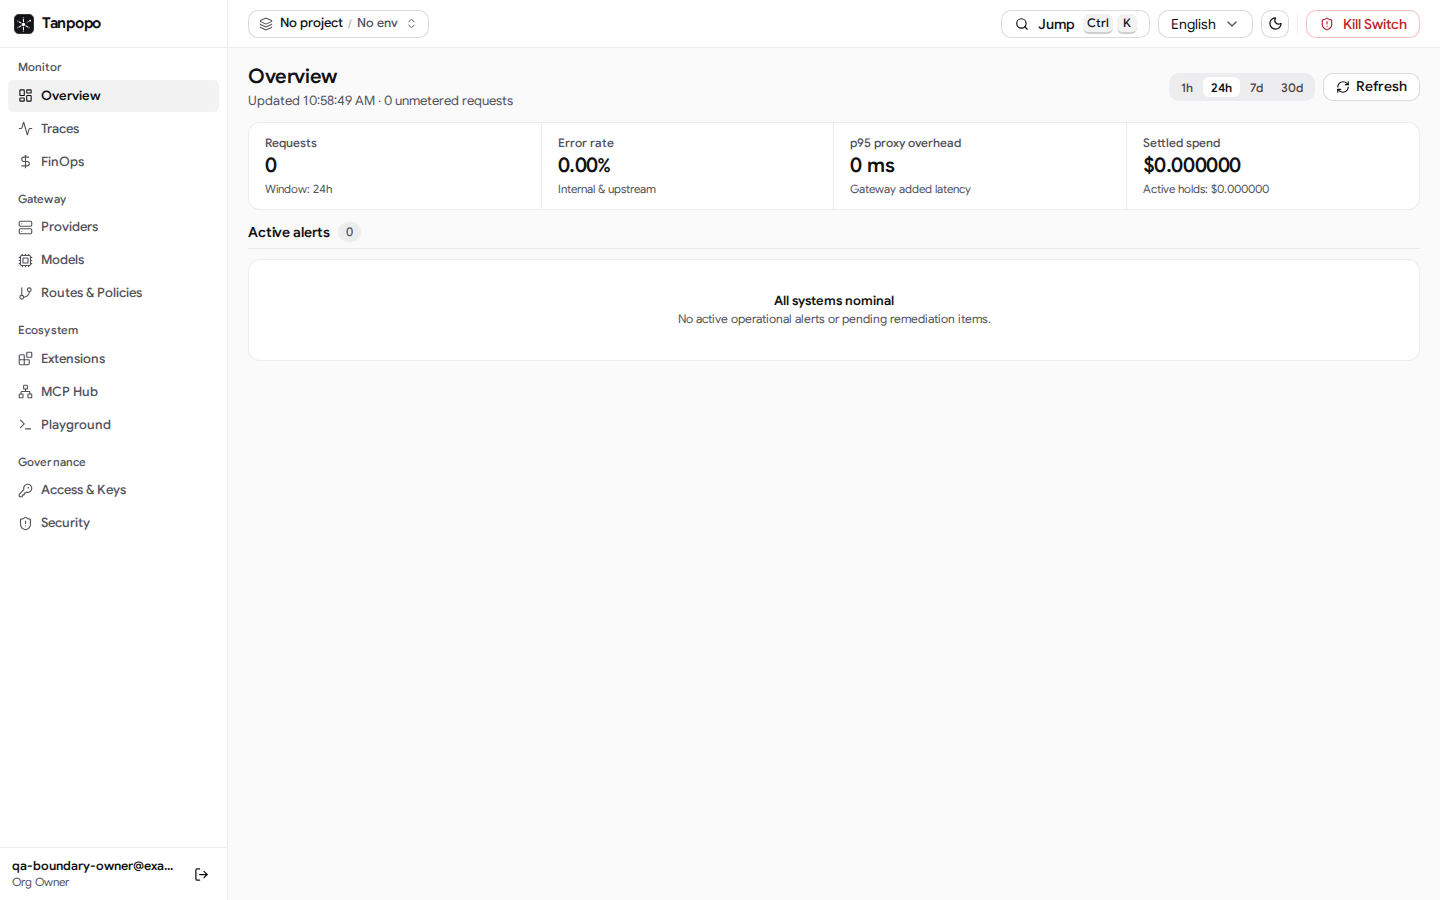 Tanpopo
No project / No env
Jump Ctrl K
English
Kill Switch
Monitor
Overview
Traces
FinOps
Gateway
Providers
Models
Routes & Policies
Ecosystem
Extensions
MCP Hub
Playground
Governance
Access & Keys
Security
qa-boundary-owner@exa...
Org Owner
Overview
Updated 10:58:49 AM · 0 unmetered requests
1h 24h 7d 30d
Refresh
Requests
0
Window: 24h
Error rate
0.00%
Internal & upstream
p95 proxy overhead
0 ms
Gateway added latency
Settled spend
$0.000000
Active holds: $0.000000
Active alerts 0
All systems nominal
No active operational alerts or pending remediation items.